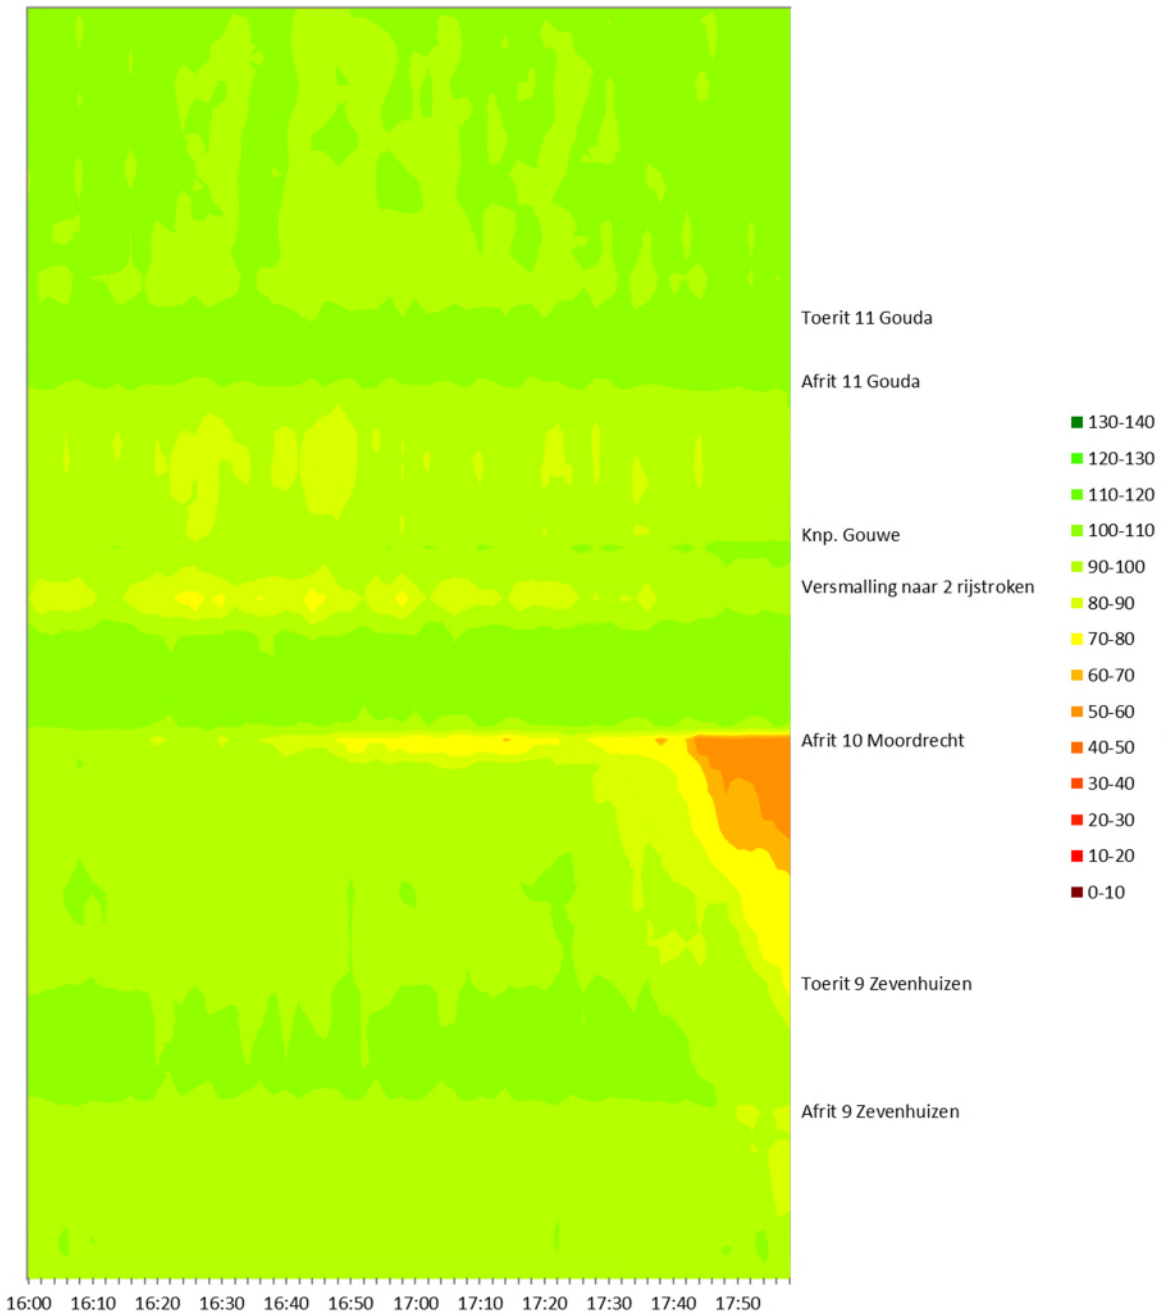 Toerit 11 Gouda
Afrit 11 Gouda
130-140
120-130
110-120
100-110
90-100
80-90
70-80
60-70
50-60
40-50
30-40
20-30
10-20
0-10
Knp. Gouwe
Versmalling naar 2 rijstroken
Afrit 10 Moordrecht
Toerit 9 Zevenhuizen
Afrit 9 Zevenhuizen
16:00 16:10 16:20 16:30 16:40 16:50 17:00 17:10 17:20 17:30 17:40 17:50